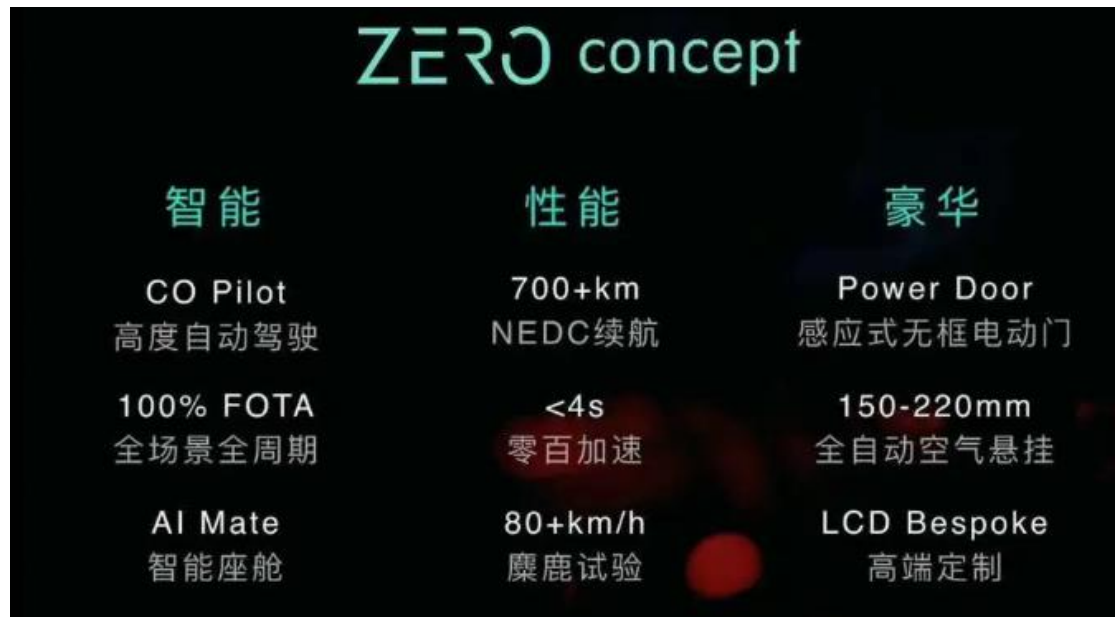 ZERO concept
智能
CO Pilot
高度自动驾驶
100% FOTA
全场景全周期
AI Mate
智能座舱
性能
700+km
NEDC续航
<4s
零百加速
80+km/h
麋鹿试验
豪华
Power Door
感应式无框电动门
150-220mm
全自动空气悬挂
LCD Bespoke
高端定制